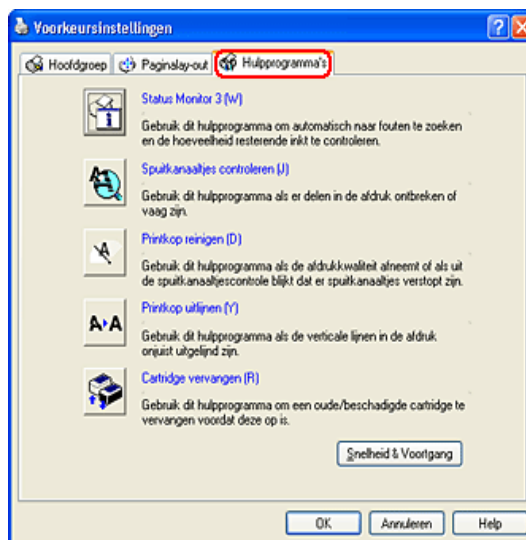 Voorkeursinstellingen
Hoofdgroep
Paginalay-out
Hulpprogramma's
Status Monitor 3 (W)
Gebruik dit hulpprogramma om automatisch naar fouten te zoeken
en de hoeveelheid resterende inkt te controleren.
Spuitkanaaltjes controleren (J)
Gebruik dit hulpprogramma als er delen in de afdruk ontbreken of
vaag zijn.
Printkop reinigen (D)
Gebruik dit hulpprogramma als de afdrukkwaliteit afneemt of als uit
de spuitkanaaltjescontrole blijkt dat er spuitkanaaltjes verstopt zijn.
Printkop uitlijnen (Y)
Gebruik dit hulpprogramma als de verticale lijnen in de afdruk
onjuist uitgelijnd zijn.
Cartridge vervangen (R)
Gebruik dit hulpprogramma om een oude/beschadigde cartridge te
vervangen voordat deze op is.
Snelheid & Voortgang
OK
Annuleren
Help